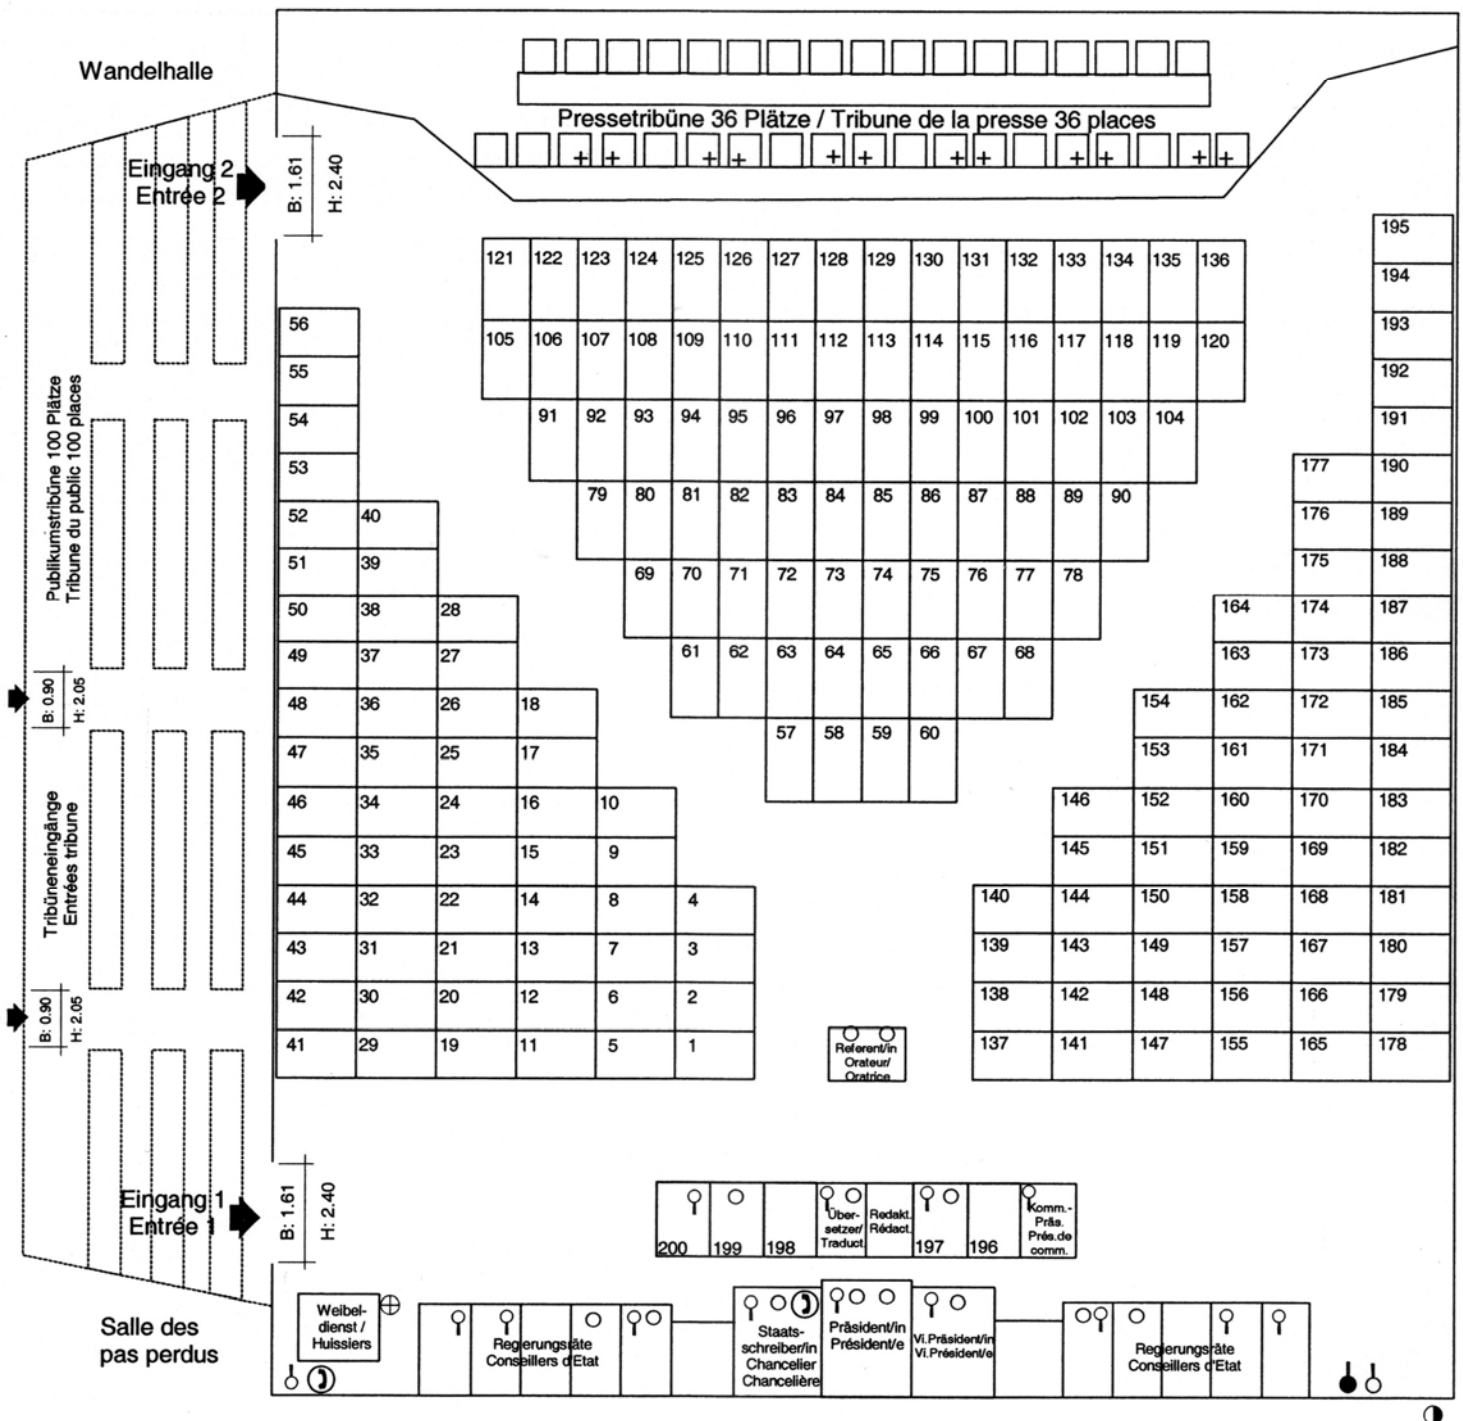 Wandelhalle
Pressetribüne 36 Plätze / Tribune de la presse 36 places
Eingang 2
Entrée 2
B: 1.61
H: 2.40
195
194
193
192
191
177 190
176 189
175 188
164 174 187
163 173 186
154 162 172 185
153 161 171 184
146 152 160 170 183
145 151 159 169 182
140 144 150 158 168 181
139 143 149 157 167 180
138 142 148 156 166 179
137 141 147 155 165 178
121 122 123 124 125 126 127 128 129 130 131 132 133 134 135 136
105 106 107 108 109 110 111 112 113 114 115 116 117 118 119 120
91 92 93 94 95 96 97 98 99 100 101 102 103 104
79 80 81 82 83 84 85 86 87 88 89 90
69 70 71 72 73 74 75 76 77 78
61 62 63 64 65 66 67 68
57 58 59 60
56
55
54
53
52 40
51 39
50 38 28
49 37 27
48 36 26 18
47 35 25 17
46 34 24 16 10
45 33 23 15 9
44 32 22 14 8 4
43 31 21 13 7 3
42 30 20 12 6 2
41 29 19 11 5 1
Publikumstribüne 100 Plätze
Tribune du public 100 places
B: 0.90
H: 2.05
Tribüneneingänge
Entrées tribune
B: 0.90
H: 2.05
Referent/in
Orateur/
Oratrice
Eingang 1
Entrée 1
B: 1.61
H: 2.40
200 199 198
Über-
setzer/
Traduct.
Redakt.
Rédact.
197 196
Komm.-
Präs.
Prés.de
comm.
Weibel-
dienst /
Huissiers
Regierungsräte
Conseillers d'Etat
Staats-
schreiber/in
Chancelier
Chancelière
Präsident/in
Président/e
Vi.Präsident/in
Vi.Président/e
Regierungsräte
Conseillers d'Etat
Salle des
pas perdus